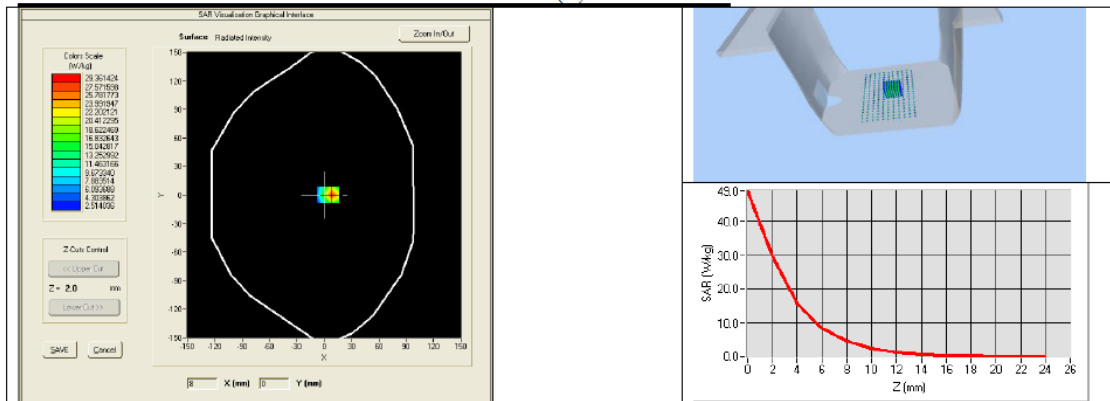 SAR Visualisation Graphical Interface
Surface Radiated Intensity
Zoom In/Out
Colors Scale
(W/kg)
29.361424
27.571598
25.781773
23.991947
22.202121
20.412295
18.622469
16.832643
15.042817
13.252992
11.463166
9.673340
7.883514
6.093688
4.303862
2.514036
150
120
90
60
30
0
-30
-60
-90
-120
-150
Y
-150 -120 -90 -60 -30 0 30 60 90 120 150
X
Z-Cuts Control
<< Upper Cut
Z = 2.0 mm
Lower Cut >>
SAVE Cancel
8 X (mm) 0 Y (mm)
49.0
40.0
30.0
20.0
10.0
0.0
SAR (W/kg)
0 2 4 6 8 10 12 14 16 18 20 22 24 26
Z (mm)